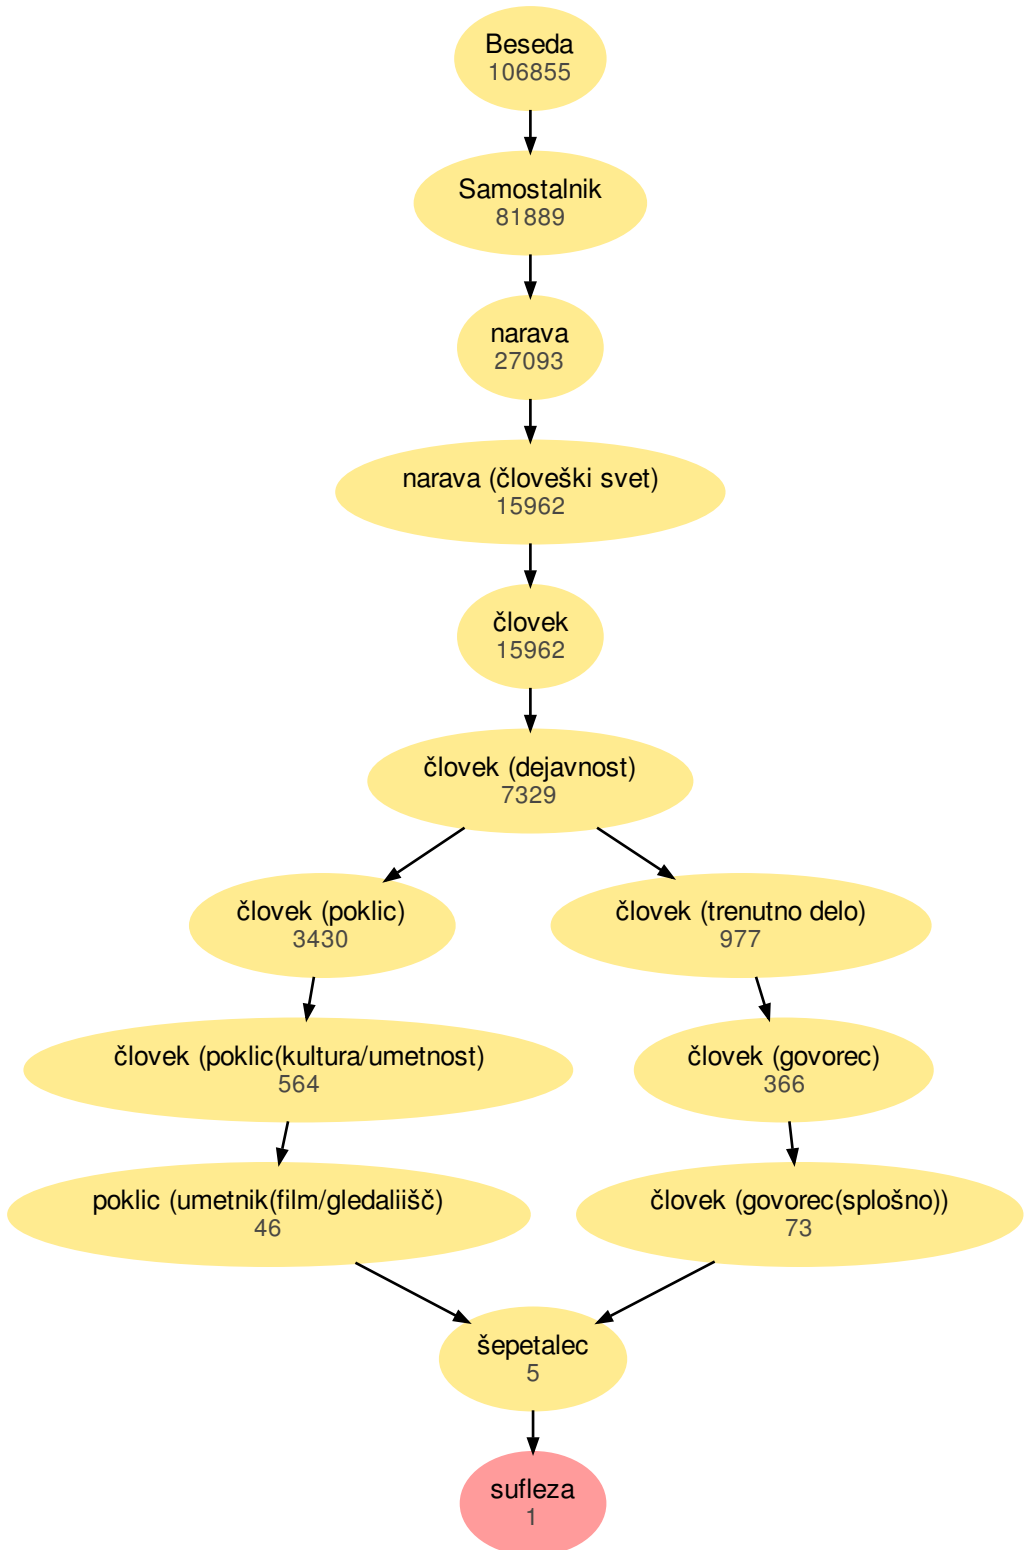 Beseda
106855
Samostalnik
81889
narava
27093
narava (človeški svet)
15962
človek
15962
človek (dejavnost)
7329
človek (poklic)
3430
človek (trenutno delo)
977
človek (poklic(kultura/umetnost)
564
človek (govorec)
366
poklic (umetnik(film/gledaliišč)
46
človek (govorec(splošno))
73
šepetalec
5
sufleza
1